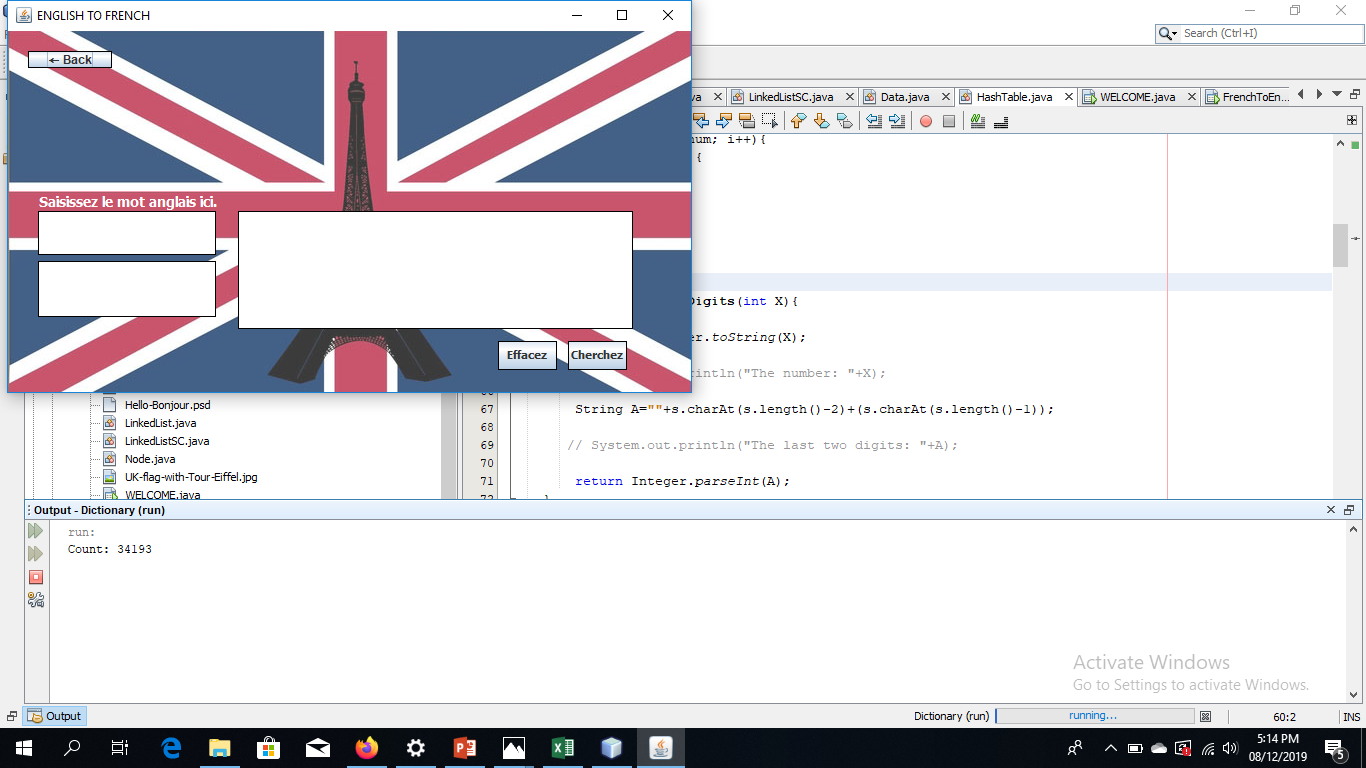 ENGLISH TO FRENCH
← Back
Saisissez le mot anglais ici.
Effacez
Cherchez
Search (Ctrl+I)
LinkedListSC.java
Data.java
HashTable.java
WELCOME.java
FrenchToEn...
i++){
{
Digits(int X){
.toString(X);
("The number: "+X);
67 String A=""+s.charAt(s.length()-2)+(s.charAt(s.length()-1));
68
69 // System.out.println("The last two digits: "+A);
70
71 return Integer.parseInt(A);
Hello-Bonjour.psd
LinkedList.java
LinkedListSC.java
Node.java
UK-flag-with-Tour-Eiffel.jpg
WELCOME.java
Output - Dictionary (run)
run:
Count: 34193
Activate Windows
Go to Settings to activate Windows.
Output
Dictionary (run)
running...
60:2
INS
5:14 PM
08/12/2019
5